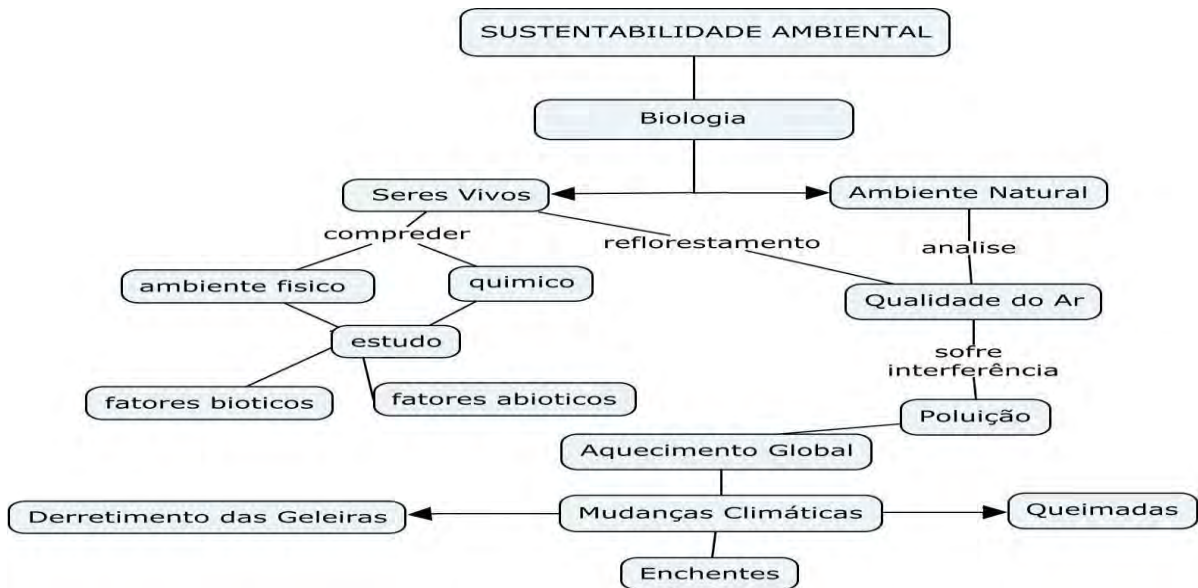 SUSTENTABILIDADE AMBIENTAL
Biologia
Seres Vivos
Ambiente Natural
compreder
reflorestamento
analise
ambiente fisico
quimico
Qualidade do Ar
estudo
sofre
interferência
fatores bioticos
fatores abioticos
Poluição
Aquecimento Global
Derretimento das Geleiras
Mudanças Climáticas
Queimadas
Enchentes